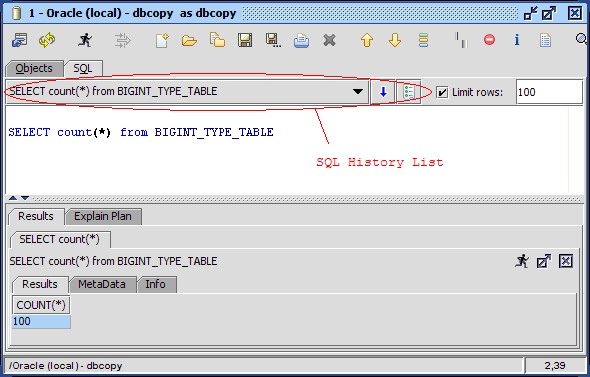 1 - Oracle (local) - dbcopy as dbcopy
Objects SQL
SELECT count(*) from BIGINT_TYPE_TABLE Limit rows: 100
SELECT count(*) from BIGINT_TYPE_TABLE
SQL History List
Results Explain Plan
SELECT count(*)
SELECT count(*) from BIGINT_TYPE_TABLE
Results MetaData Info
COUNT(*)
100
/Oracle (local) - dbcopy 2,39